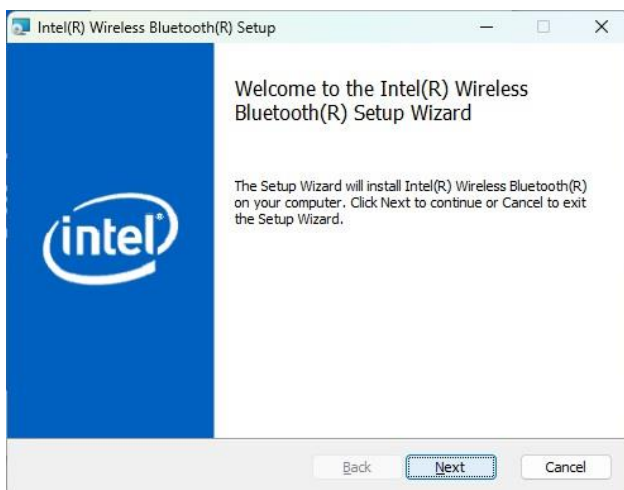 Intel(R) Wireless Bluetooth(R) Setup
Welcome to the Intel(R) Wireless
Bluetooth(R) Setup Wizard
The Setup Wizard will install Intel(R) Wireless Bluetooth(R)
on your computer. Click Next to continue or Cancel to exit
the Setup Wizard.
intel®
Back Next Cancel